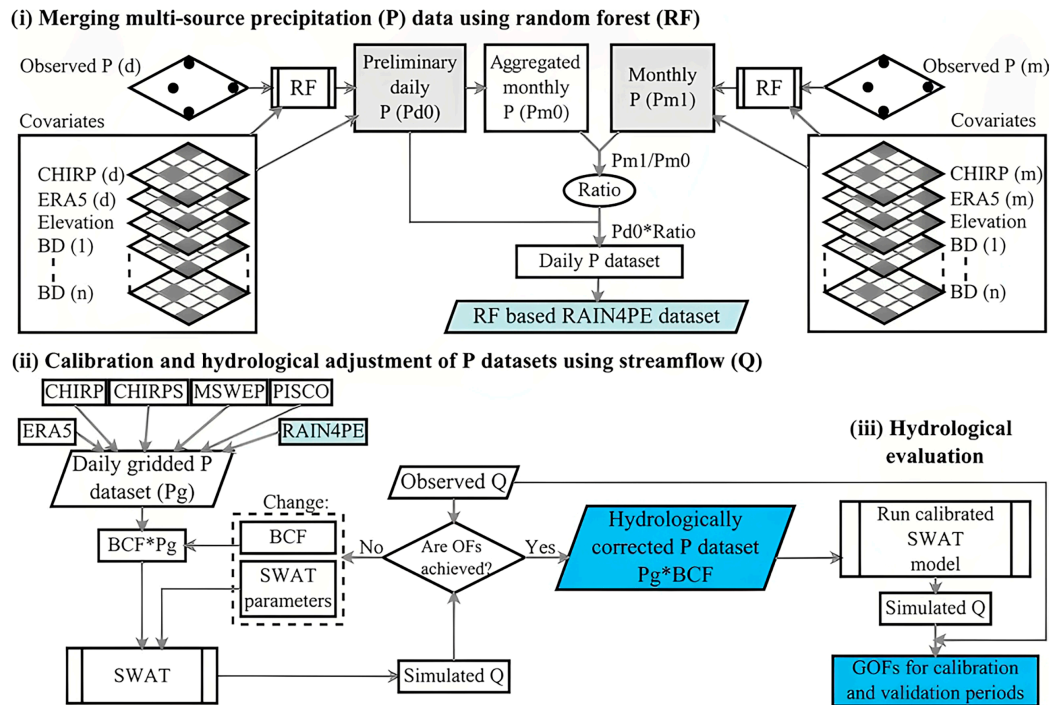 (i) Merging multi-source precipitation (P) data using random forest (RF)
Observed P (d)
RF
Preliminary
daily
P (Pd0)
Aggregated
monthly
P (Pm0)
Monthly
P (Pm1)
RF
Observed P (m)
Covariates
CHIRP (d)
ERA5 (d)
Elevation
BD (1)
BD (n)
Pm1/Pm0
Ratio
Pd0*Ratio
Daily P dataset
RF based RAIN4PE dataset
Covariates
CHIRP (m)
ERA5 (m)
Elevation
BD (1)
BD (n)
(ii) Calibration and hydrological adjustment of P datasets using streamflow (Q)
CHIRP
CHIRPS
MSWEP
PISCO
ERA5
RAIN4PE
Daily gridded P
dataset (Pg)
BCF*Pg
Change:
BCF
SWAT
parameters
SWAT
No
Observed Q
Are OFs
achieved?
Yes
Simulated Q
Hydrologically
corrected P dataset
Pg*BCF
(iii) Hydrological
evaluation
Run calibrated
SWAT
model
Simulated Q
GOFs for calibration
and validation periods